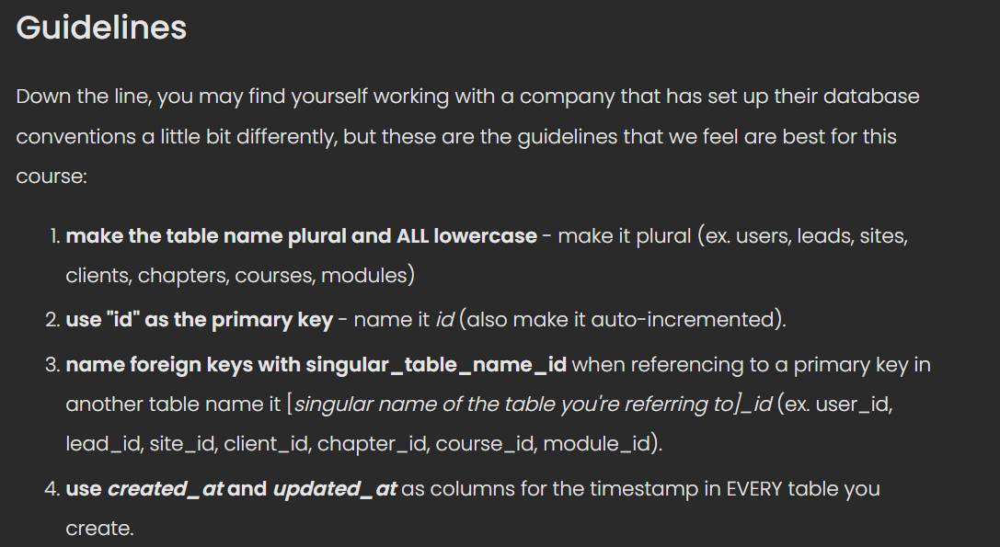 Guidelines
Down the line, you may find yourself working with a company that has set up their database
conventions a little bit differently, but these are the guidelines that we feel are best for this
course:
1. make the table name plural and ALL lowercase - make it plural (ex. users, leads, sites,
clients, chapters, courses, modules)
2. use "id" as the primary key - name it id (also make it auto-incremented).
3. name foreign keys with singular_table_name_id when referencing to a primary key in
another table name it [singular name of the table you're referring to]_id (ex. user_id,
lead_id, site_id, client_id, chapter_id, course_id, module_id).
4. use created_at and updated_at as columns for the timestamp in EVERY table you
create.